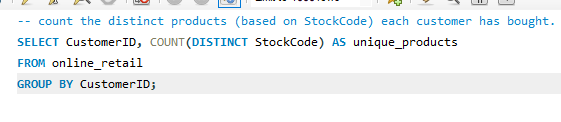 -- count the distinct products (based on StockCode) each customer has bought.
SELECT CustomerID, COUNT(DISTINCT StockCode) AS unique_products
FROM online_retail
GROUP BY CustomerID;